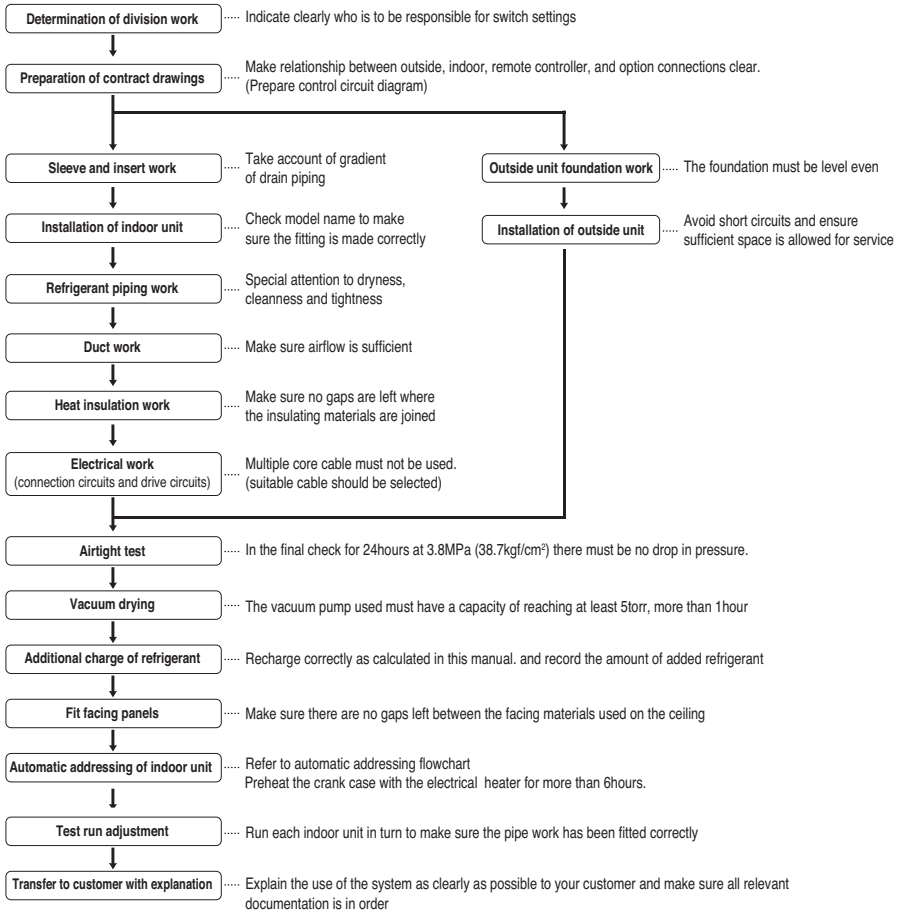 Determination of division work
Indicate clearly who is to be responsible for switch settings
Preparation of contract drawings
Make relationship between outside, indoor, remote controller, and option connections clear.
(Prepare control circuit diagram)
Sleeve and insert work
Take account of gradient
of drain piping
Outside unit foundation work
The foundation must be level even
Installation of indoor unit
Check model name to make
sure the fitting is made correctly
Installation of outside unit
Avoid short circuits and ensure
sufficient space is allowed for service
Refrigerant piping work
Special attention to dryness,
cleanness and tightness
Duct work
Make sure airflow is sufficient
Heat insulation work
Make sure no gaps are left where
the insulating materials are joined
Electrical work
(connection circuits and drive circuits)
Multiple core cable must not be used.
(suitable cable should be selected)
Airtight test
In the final check for 24hours at 3.8MPa (38.7kgf/cm²) there must be no drop in pressure.
Vacuum drying
The vacuum pump used must have a capacity of reaching at least 5torr, more than 1hour
Additional charge of refrigerant
Recharge correctly as calculated in this manual. and record the amount of added refrigerant
Fit facing panels
Make sure there are no gaps left between the facing materials used on the ceiling
Automatic addressing of indoor unit
Refer to automatic addressing flowchart
Preheat the crank case with the electrical heater for more than 6hours.
Test run adjustment
Run each indoor unit in turn to make sure the pipe work has been fitted correctly
Transfer to customer with explanation
Explain the use of the system as clearly as possible to your customer and make sure all relevant
documentation is in order